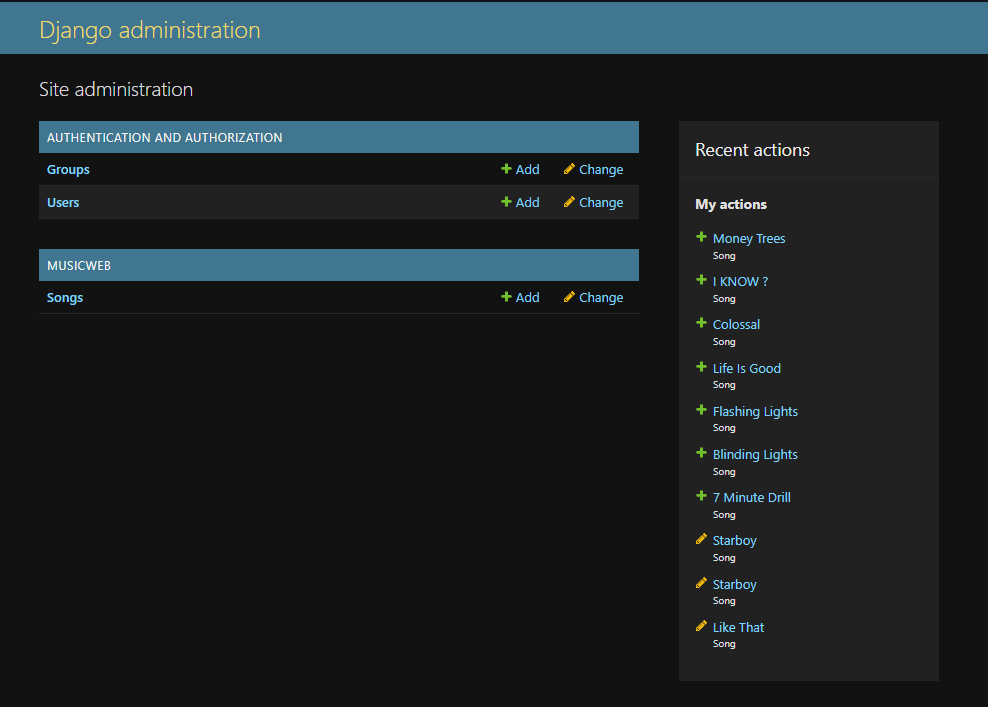 Django administration
Site administration
AUTHENTICATION AND AUTHORIZATION
Groups Add Change
Users Add Change
MUSICWEB
Songs Add Change
Recent actions
My actions
Money Trees
Song
I KNOW ?
Song
Colossal
Song
Life Is Good
Song
Flashing Lights
Song
Blinding Lights
Song
7 Minute Drill
Song
Starboy
Song
Starboy
Song
Like That
Song